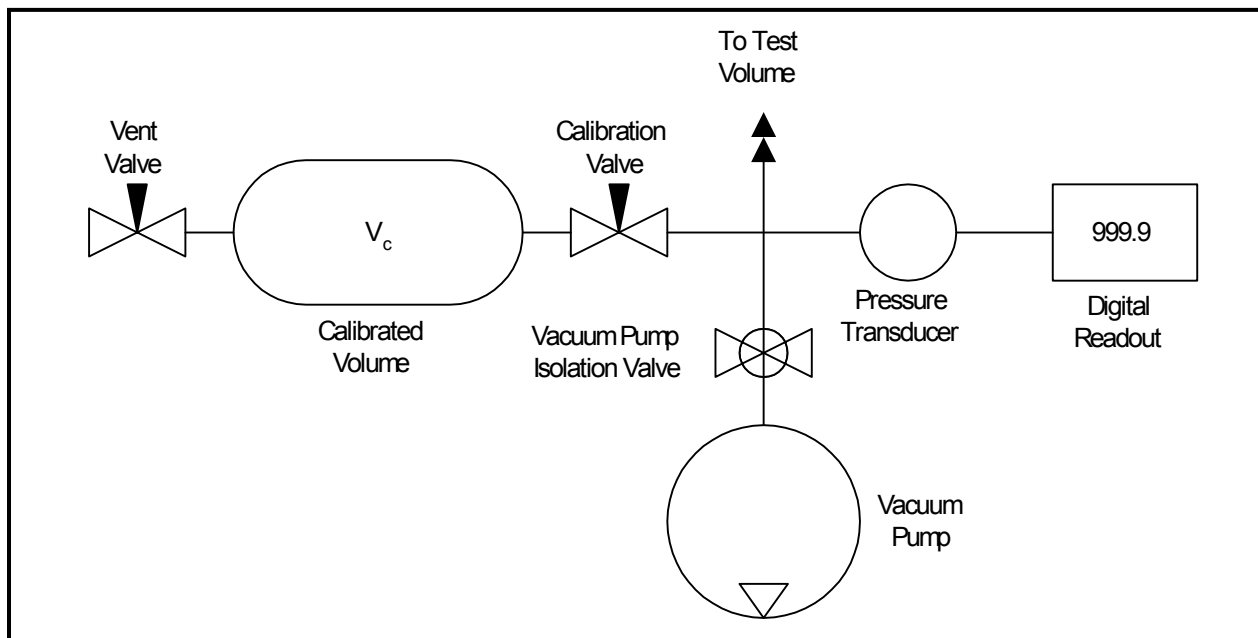 To Test
Volume
Vent
Valve
Calibration
Valve
Vc
999.9
Calibrated
Volume
Vacuum Pump
Isolation Valve
Pressure
Transducer
Digital
Readout
Vacuum
Pump